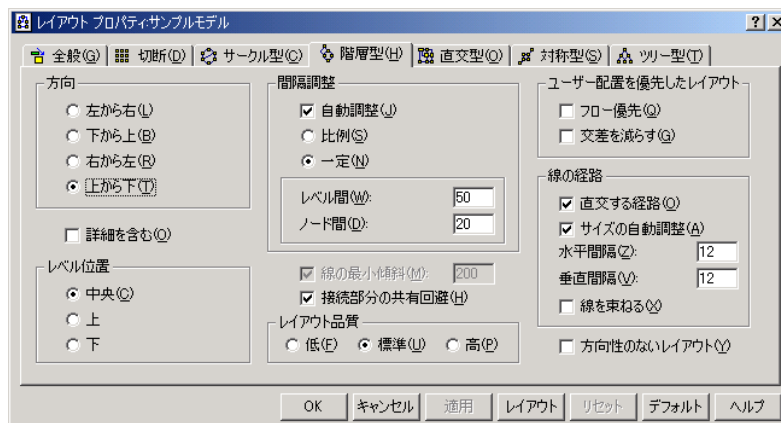 レイアウト プロパティ:サンプルモデル
全般(G) 切断(D) サークル型(C) 階層型(H) 直交型(O) 対称型(S) ツリー型(T)
方向
左から右(L)
下から上(B)
右から左(R)
上から下(T)
詳細を含む(O)
レベル位置
中央(C)
上
下
間隔調整
自動調整(J)
比例(S)
一定(N)
レベル間(W): 50
ノード間(D): 20
線の最小傾斜(M): 200
接続部分の共有回避(H)
レイアウト品質
低(F) 標準(U) 高(P)
ユーザー配置を優先したレイアウト
フロー優先(Q)
交差を減らす(G)
線の経路
直交する経路(O)
サイズの自動調整(A)
水平間隔(Z): 12
垂直間隔(V): 12
線を束ねる(X)
方向性のないレイアウト(Y)
OK キャンセル 適用 レイアウト リセット デフォルト ヘルプ